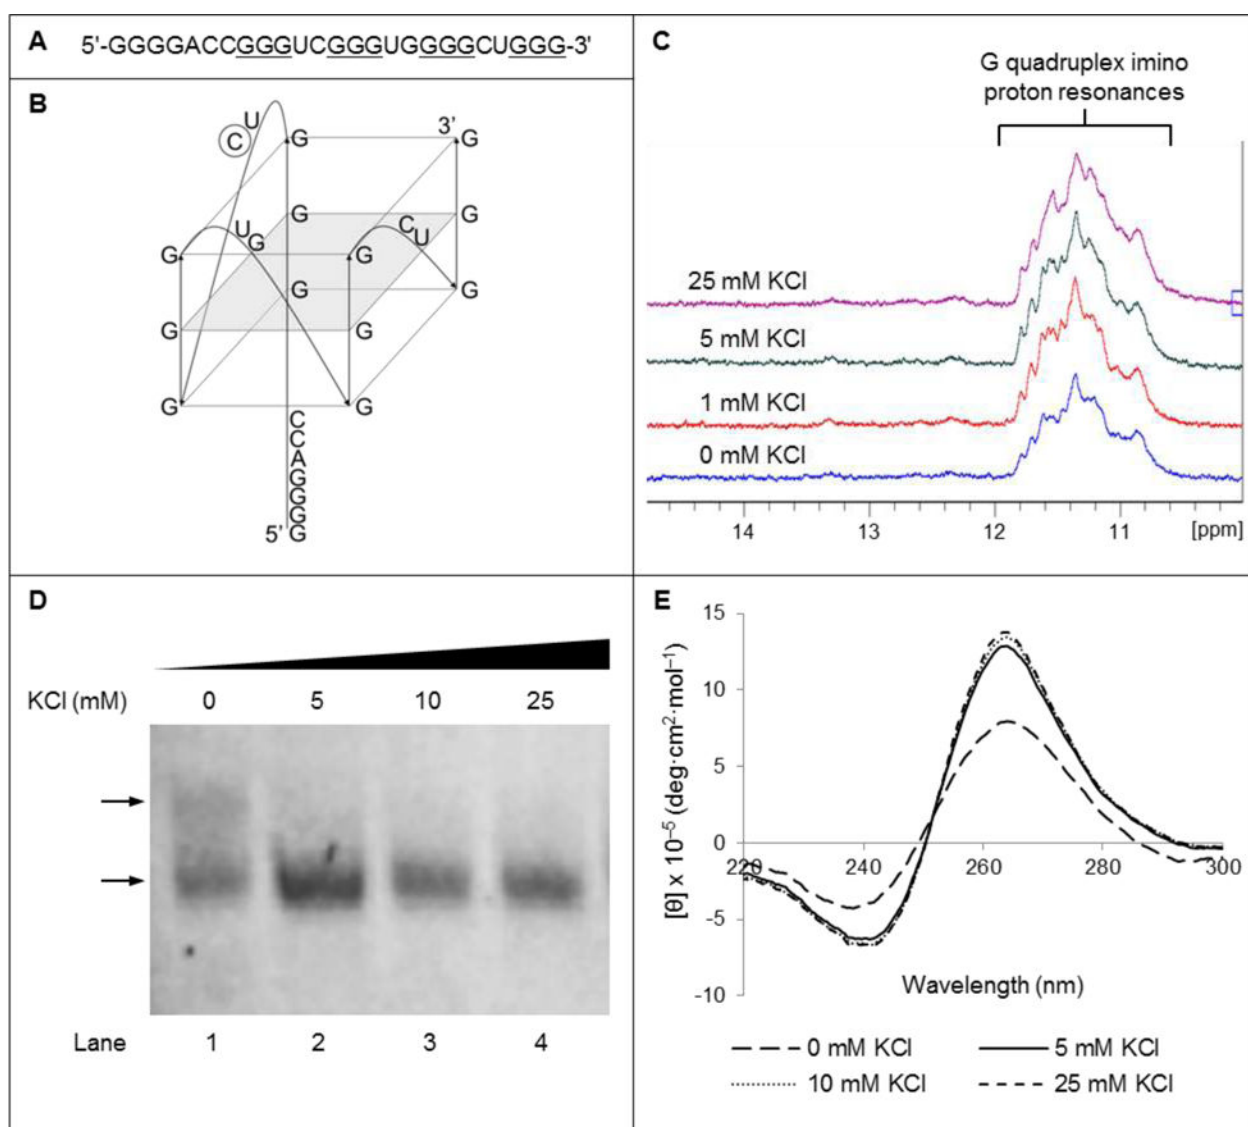 A 5'-GGGGACCGGGUCGGGUGGGGCUGGG-3'
B
U
C
G
3'
G
G
G
U
G
C
U
G
G
G
G
G
G
G
G
C
C
A
G
G
G
G
5'
C
G quadruplex imino
proton resonances
25 mM KCl
5 mM KCl
1 mM KCl
0 mM KCl
14
13
12
11
[ppm]
D
KCl (mM) 0 5 10 25
Lane 1 2 3 4
E
15
10
5
0
-5
-10
220
240
260
280
300
[θ] x 10⁻⁵ (deg·cm²·mol⁻¹)
Wavelength (nm)
0 mM KCl
5 mM KCl
10 mM KCl
25 mM KCl